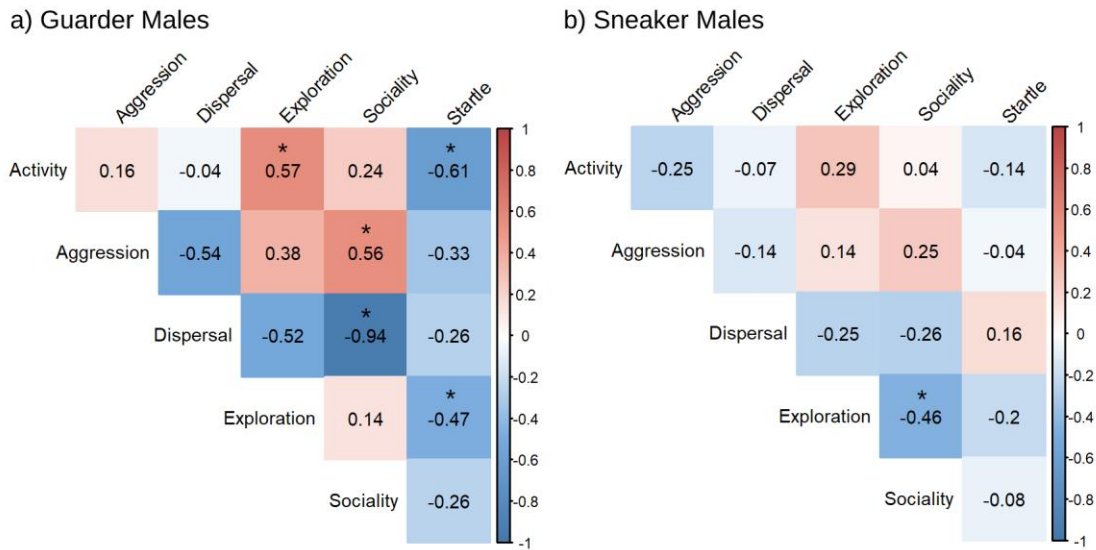 a) Guarder Males
Aggression
Dispersal
Exploration
Sociality
Startle
Activity 0.16 -0.04 * 0.57 0.24 * -0.61
Aggression -0.54 0.38 * 0.56 -0.33
Dispersal -0.52 * -0.94 -0.26
Exploration 0.14 * -0.47
Sociality -0.26
1
0.8
0.6
0.4
0.2
0
-0.2
-0.4
-0.6
-0.8
-1
b) Sneaker Males
Aggression
Dispersal
Exploration
Sociality
Startle
Activity -0.25 -0.07 0.29 0.04 -0.14
Aggression -0.14 0.14 0.25 -0.04
Dispersal -0.25 -0.26 0.16
Exploration * -0.46 -0.2
Sociality -0.08
1
0.8
0.6
0.4
0.2
0
-0.2
-0.4
-0.6
-0.8
-1